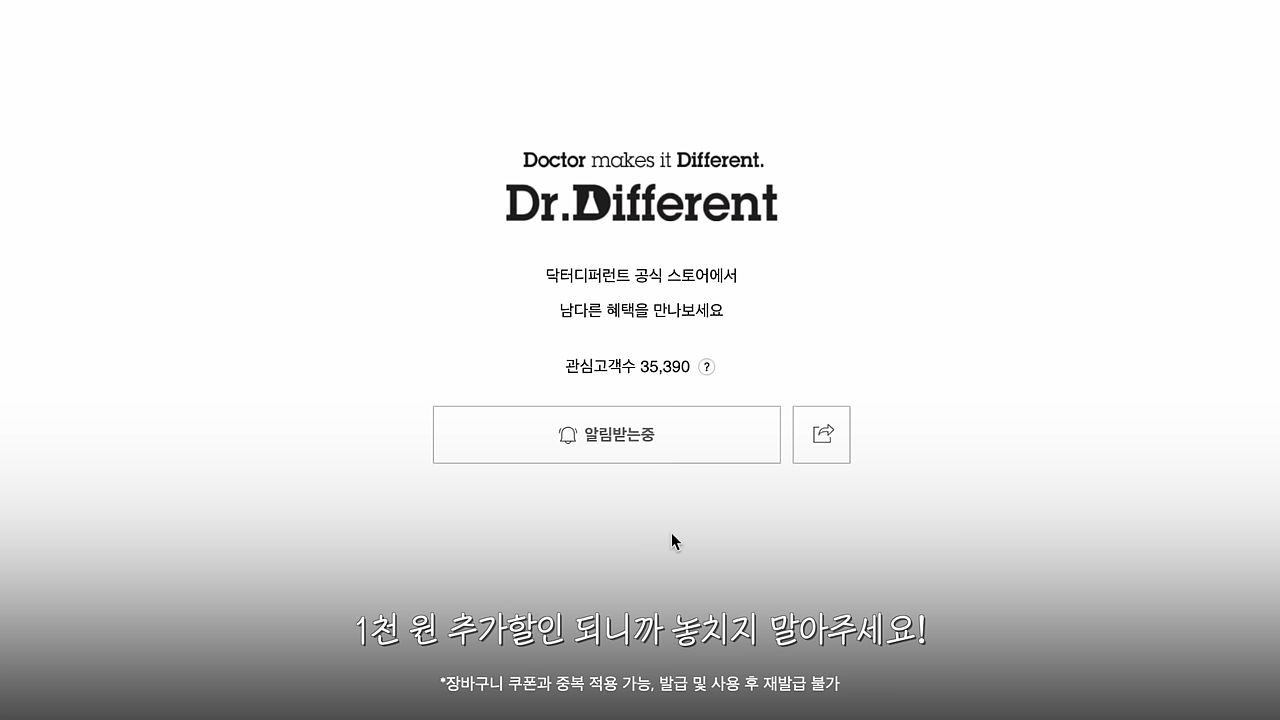 Doctor makes it Different.
Dr.Different
닥터디퍼런트 공식 스토어에서
남다른 혜택을 만나보세요
관심고객수 35,390 ?
알림받는중
1천 원 추가할인 되니까 놓치지 말아주세요!
*장바구니 쿠폰과 중복 적용 가능, 발급 및 사용 후 재발급 불가